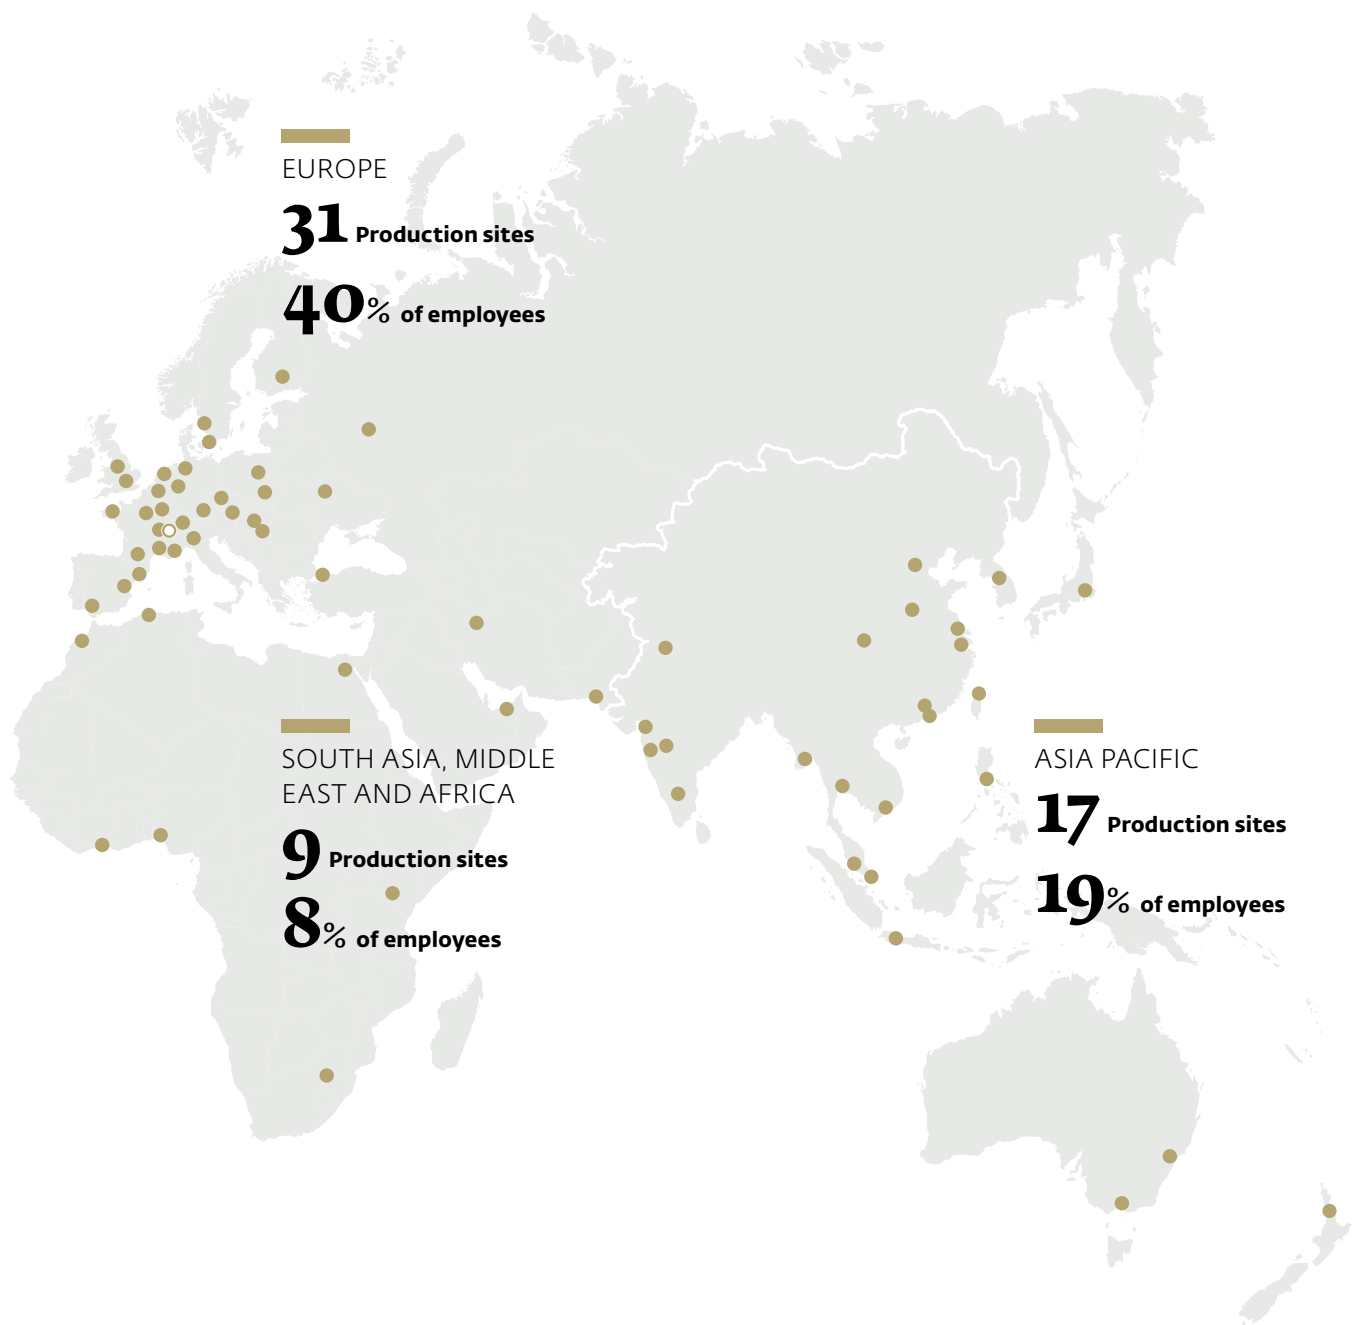 EUROPE
31 Production sites
40% of employees
SOUTH ASIA, MIDDLE
EAST AND AFRICA
9 Production sites
8% of employees
ASIA PACIFIC
17 Production sites
19% of employees